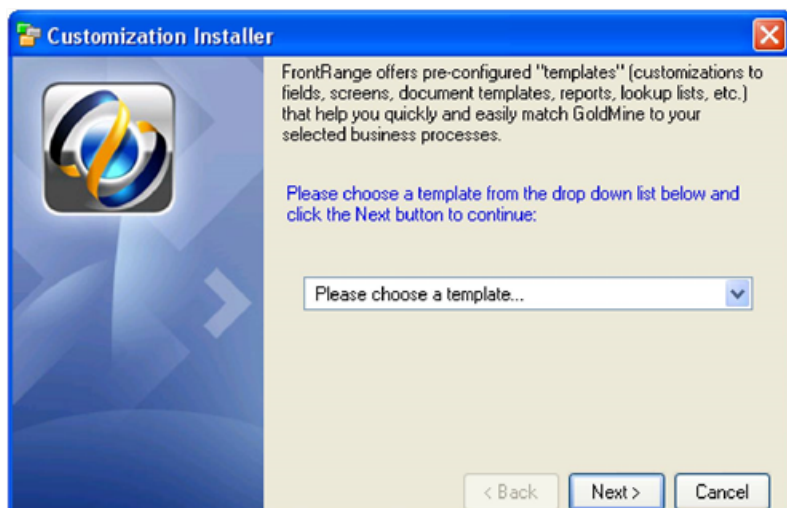 Customization Installer
FrontRange offers pre-configured "templates" (customizations to
fields, screens, document templates, reports, lookup lists, etc.)
that help you quickly and easily match GoldMine to your
selected business processes.
Please choose a template from the drop down list below and
click the Next button to continue:
Please choose a template...
< Back Next > Cancel